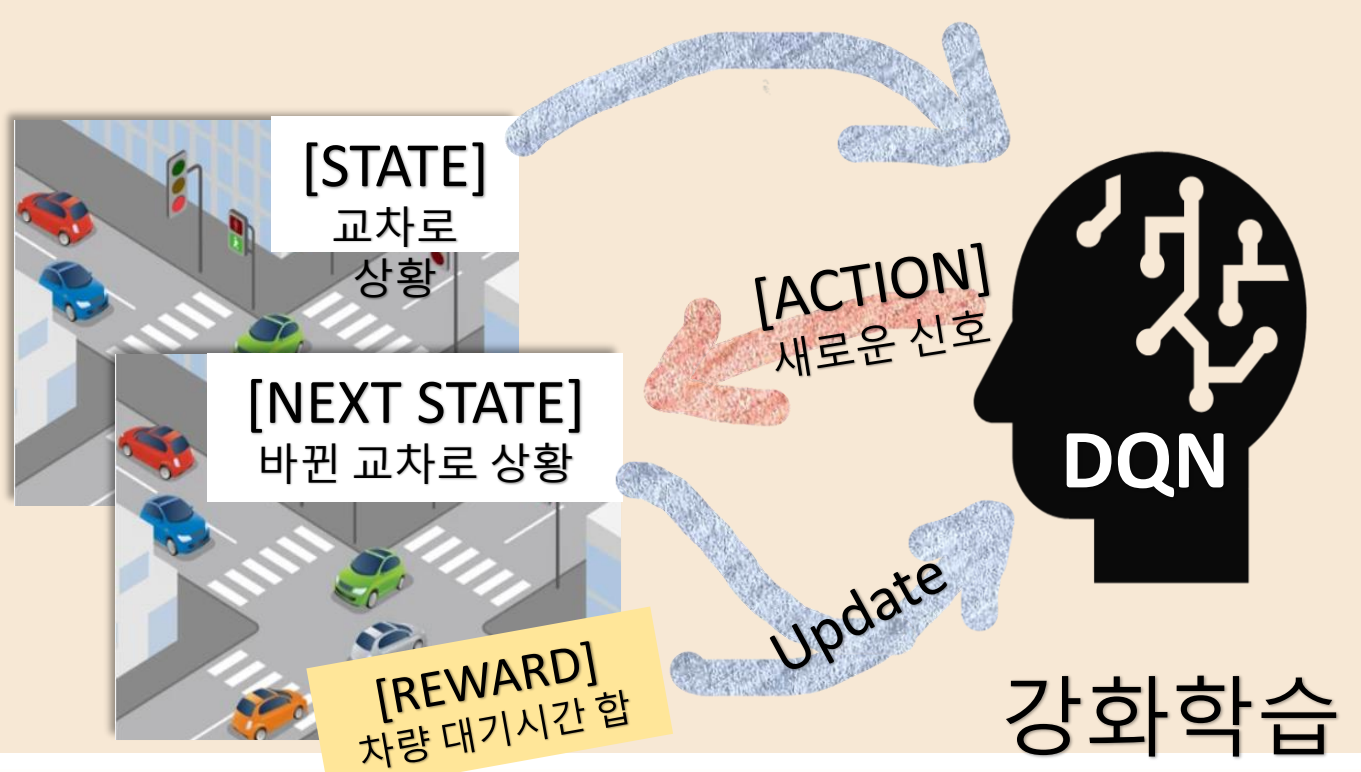 [STATE]
교차로
상황
[ACTION]
새로운 신호
[NEXT STATE]
바뀐 교차로 상황
DQN
Update
[REWARD]
차량 대기시간 합
강화학습